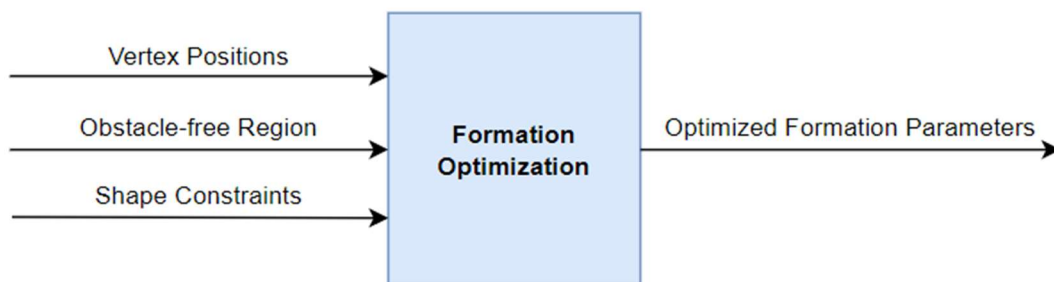 Vertex Positions
Obstacle-free Region
Shape Constraints
Formation
Optimization
Optimized Formation Parameters